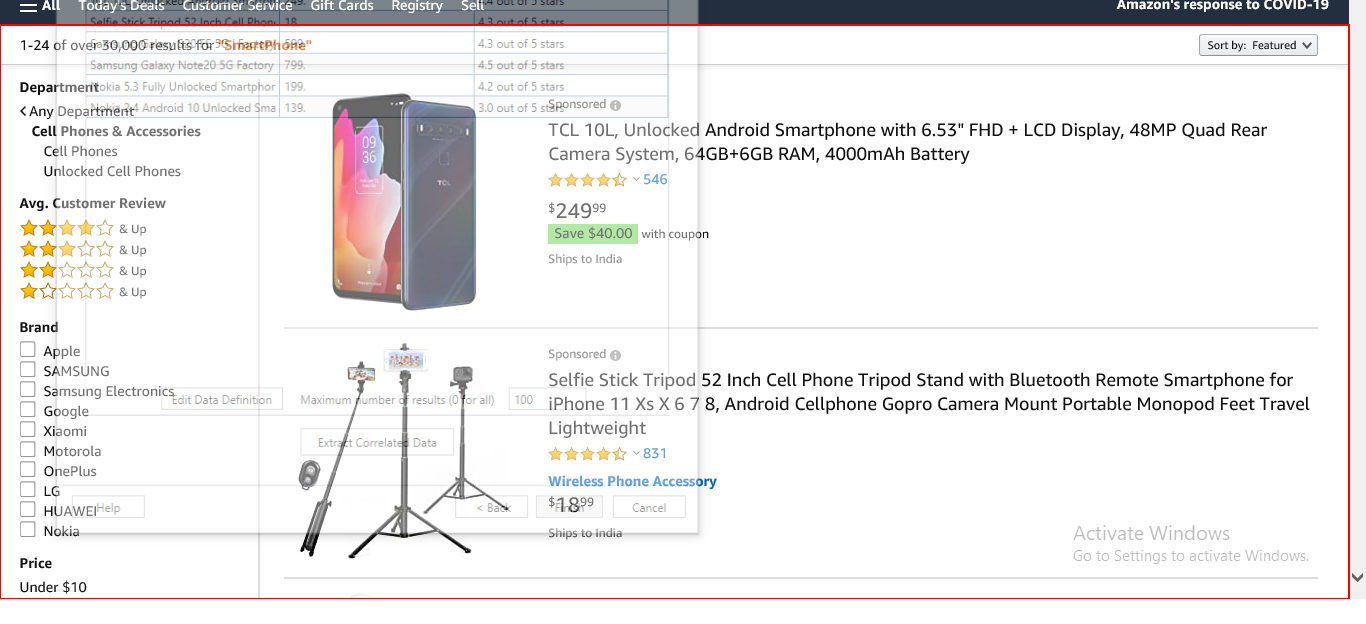 All Today's Deals Customer Service Gift Cards Registry Sell
Amazon's response to COVID-19
4.4 out of 5 stars
Selfie Stick Tripod 52 Inch Cell Phon 18. 4.3 out of 5 stars
1-24 of over 30,000 results for "SmartPhone"
Sort by: Featured
4.3 out of 5 stars
Samsung Galaxy Note20 5G Factory 799. 4.5 out of 5 stars
Nokia 5.3 Fully Unlocked Smartphor 199. 4.2 out of 5 stars
Nokia 2.4 Android 10 Unlocked Sma 139. 3.0 out of 5 stars
Department
Any Department
Cell Phones & Accessories
Cell Phones
Unlocked Cell Phones
Avg. Customer Review
& Up
& Up
& Up
& Up
Brand
Apple
SAMSUNG
Samsung Electronics
Google
Xiaomi
Motorola
OnePlus
LG
HUAWEI
Nokia
Price
Under $10
09
36
TCL
Sponsored
TCL 10L, Unlocked Android Smartphone with 6.53" FHD + LCD Display, 48MP Quad Rear
Camera System, 64GB+6GB RAM, 4000mAh Battery
546
$249.99
Save $40.00 with coupon
Ships to India
Sponsored
Selfie Stick Tripod 52 Inch Cell Phone Tripod Stand with Bluetooth Remote Smartphone for
iPhone 11 Xs X 6 7 8, Android Cellphone Gopro Camera Mount Portable Monopod Feet Travel
Lightweight
831
Wireless Phone Accessory
$18.99
Ships to India
Edit Data Definition
Maximum number of results (0 for all) 100
Extract Correlated Data
Help
< Back
Finish
Cancel
Activate Windows
Go to Settings to activate Windows.